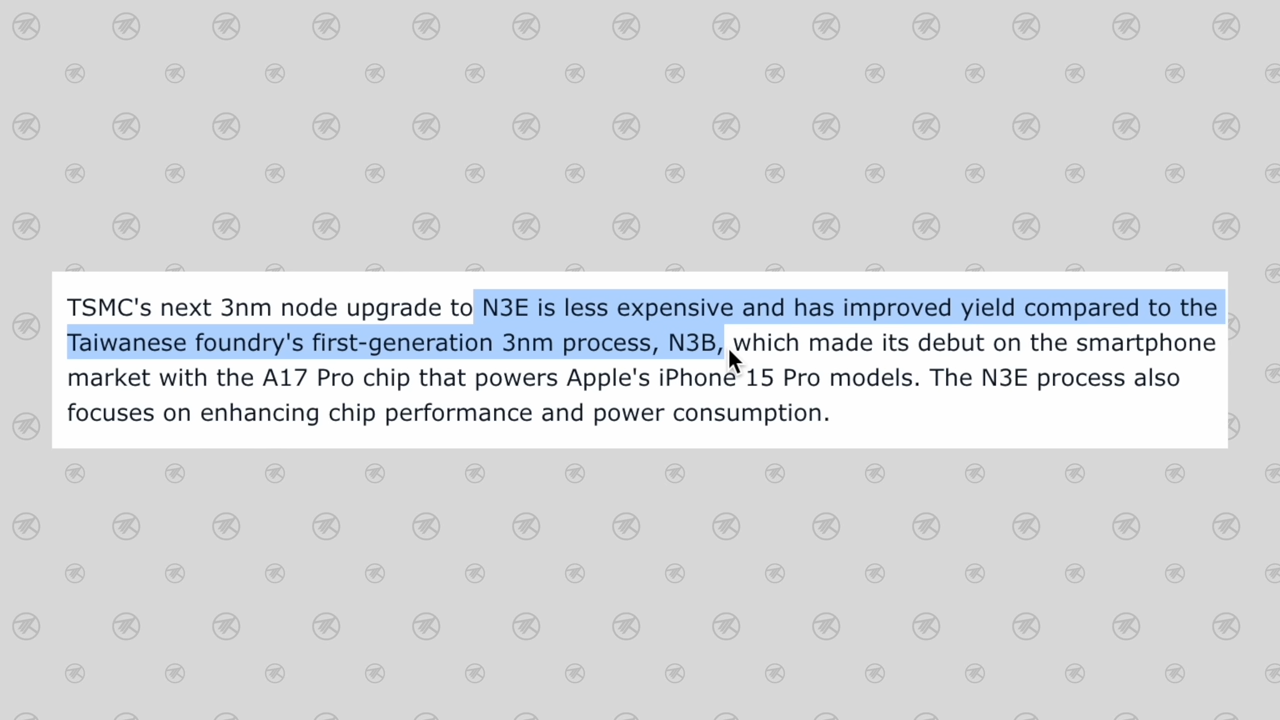 TSMC's next 3nm node upgrade to N3E is less expensive and has improved yield compared to the
Taiwanese foundry's first-generation 3nm process, N3B, which made its debut on the smartphone
market with the A17 Pro chip that powers Apple's iPhone 15 Pro models. The N3E process also
focuses on enhancing chip performance and power consumption.